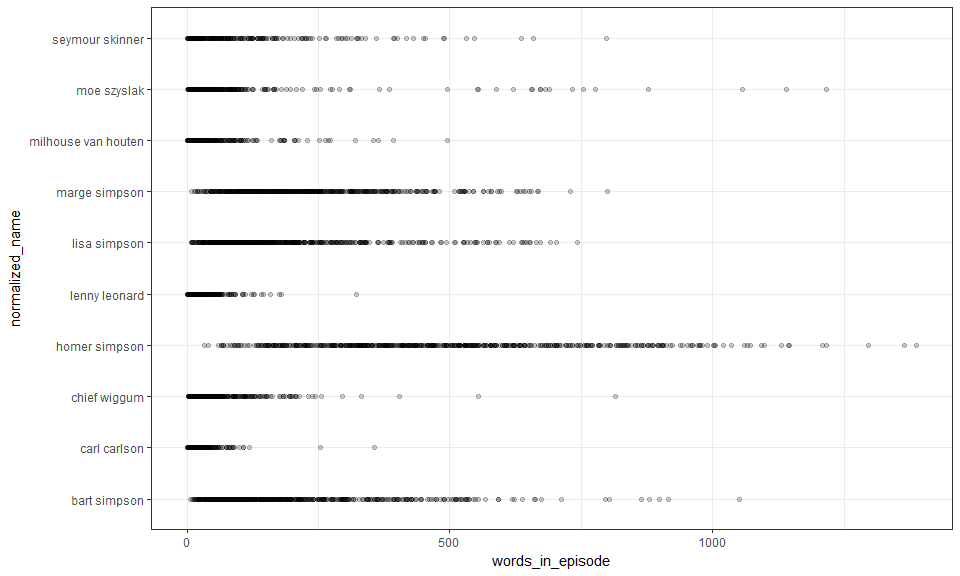 seymour skinner
moe szyslak
milhouse van houten
marge simpson
lisa simpson
lenny leonard
homer simpson
chief wiggum
carl carlson
bart simpson
normalized_name
0 500 1000
words_in_episode